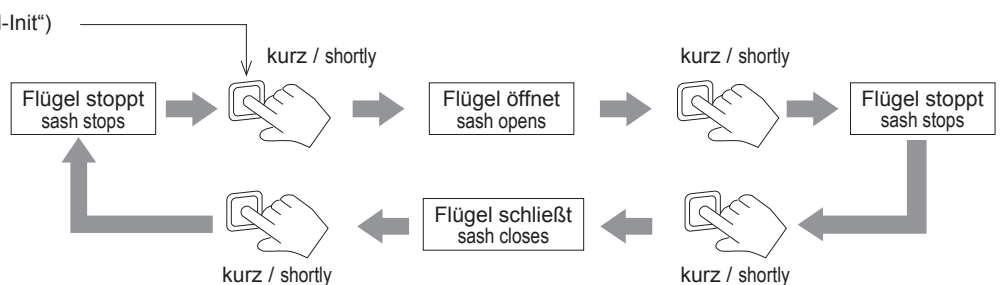 l-Init“)
kurz / shortly
kurz / shortly
Flügel stoppt
sash stops
Flügel öffnet
sash opens
Flügel stoppt
sash stops
Flügel schließt
sash closes
kurz / shortly
kurz / shortly